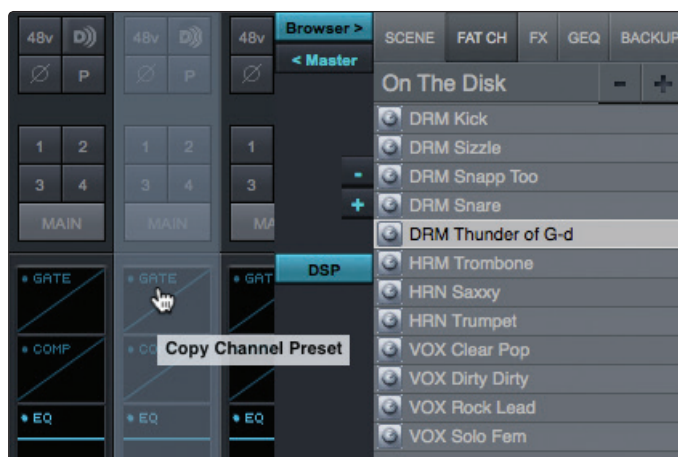 48v D)) 48v D)) 48v
Ø P Ø P Ø
1 2 1 2 1
3 4 3 4 3
MAIN MAIN MA
GATE GATE GAT
COMP CO
EQ EQ EQ
Copy Channel Preset
Browser >
< Master
-
+
DSP
SCENE FAT CH FX GEQ BACKUP
On The Disk - +
DRM Kick
DRM Sizzle
DRM Snapp Too
DRM Snare
DRM Thunder of G-d
HRM Trombone
HRN Saxxy
HRN Trumpet
VOX Clear Pop
VOX Dirty Dirty
VOX Rock Lead
VOX Solo Fem